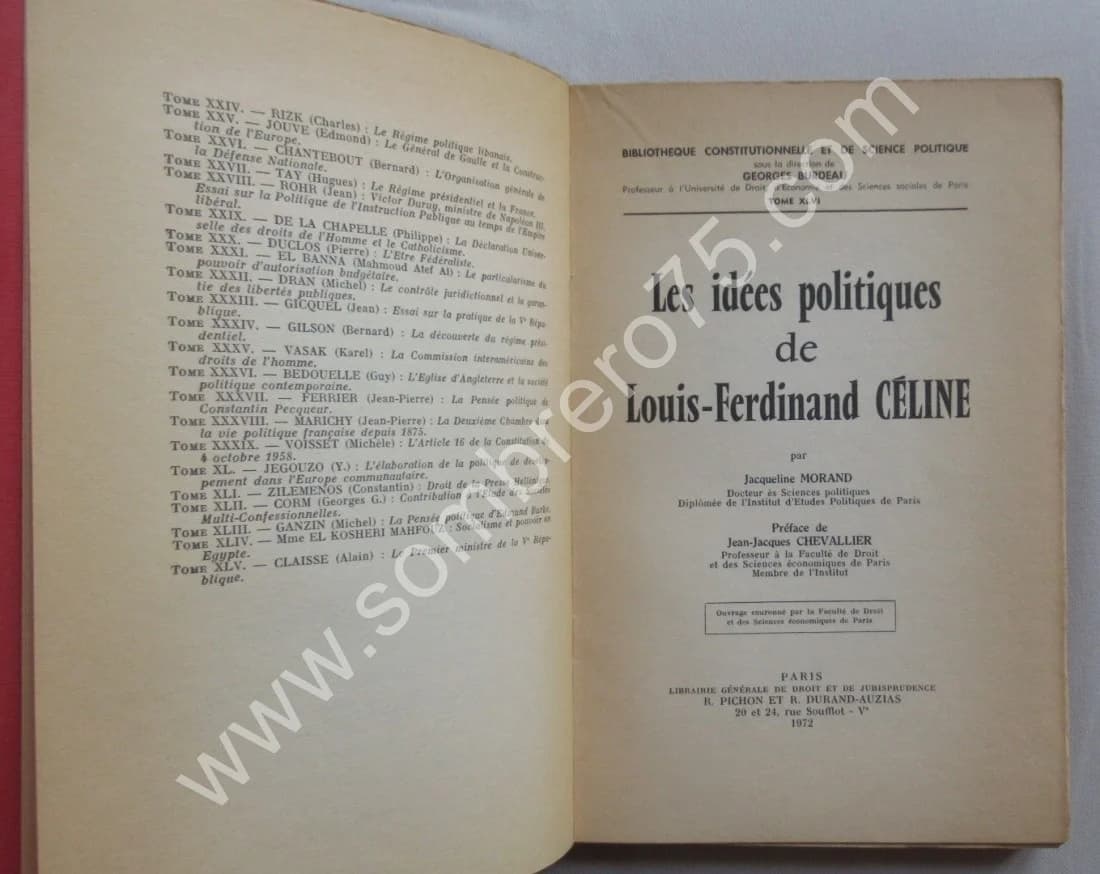 TOME XXIV. — RIZK (Charles) : Le Régime politique libanais.
TOME XXV. — JOUVE (Edmond) : Le Général de Gaulle et la Construc-
tion de l'Europe.
TOME XXVI. — CHANTEBOUT (Bernard) : L'Organisation générale de
la Défense Nationale.
TOME XXVII. — TAY (Hugues) : Le Régime présidentiel et la France.
TOME XXVIII. — ROHR (Jean) : Victor Duruy, ministre de Napoléon III.
Essai sur la Politique de l'Instruction Publique au temps de l'Empire
libéral.
TOME XXIX. — DE LA CHAPELLE (Philippe) : La Déclaration Univer-
selle des droits de l'Homme et le Catholicisme.
TOME XXX. — DUCLOS (Pierre) : L'Etre Fédéraliste.
TOME XXXI. — EL BANNA (Mahmoud Atef Al) : Le particularisme du
pouvoir d'autorisation budgétaire.
TOME XXXII. — DRAN (Michel) : Le contrôle juridictionnel et la garan-
tie des libertés publiques.
TOME XXXIII. — GICQUEL (Jean) : Essai sur la pratique de la Vᵉ Répu-
blique.
TOME XXXIV. — GILSON (Bernard) : La découverte du régime prési-
dentiel.
TOME XXXV. — VASAK (Karel) : La Commission interaméricaine des
droits de l'homme.
TOME XXXVI. — BEDOUELLE (Guy) : L'Eglise d'Angleterre et la société
politique contemporaine.
TOME XXXVII. — FERRIER (Jean-Pierre) : La Pensée politique de
Constantin Pecqueur.
TOME XXXVIII. — MARICHY (Jean-Pierre) : La Deuxième Chambre dans
la vie politique française depuis 1875.
TOME XXXIX. — VOISSET (Michèle) : L'Article 16 de la Constitution du
4 octobre 1958.
TOME XL. — JEGOUZO (Y.) : L'élaboration de la politique de
pement dans l'Europe communautaire.
TOME XLI. — ZILEMENOS (Constantin) : Droit de la Presse Hellénique.
TOME XLII. — CORM (Georges G.) : Contribution à l'Etude des Sociétés
Multi-Confessionnelles.
TOME XLIII. — GANZIN (Michel) : La Pensée politique d'Edmund Burke.
TOME XLIV. — Mme EL KOSHERI MAHFOUZ : Socialisme et pouvoir en
Egypte.
TOME XLV. — CLAISSE (Alain) : Le Premier ministre de la Vᵉ Répu-
blique.
BIBLIOTHEQUE CONSTITUTIONNELLE ET DE SCIENCE POLITIQUE
sous la direction de
GEORGES BURDEAU
Professeur à l'Université de Droit, d'Economie et des Sciences sociales de Paris
TOME XLVI
Les idées politiques
de
Louis-Ferdinand CÉLINE
par
Jacqueline MORAND
Docteur ès Sciences politiques
Diplômée de l'Institut d'Etudes Politiques de Paris
Préface de
Jean-Jacques CHEVALLIER
Professeur à la Faculté de Droit
et des Sciences économiques de Paris
Membre de l'Institut
Ouvrage couronné par la Faculté de Droit
et des Sciences économiques de Paris
PARIS
LIBRAIRIE GÉNÉRALE DE DROIT ET DE JURISPRUDENCE
R. PICHON ET R. DURAND-AUZIAS
20 et 24, rue Soufflot - Vᵉ
1972
www.sombrero75.com